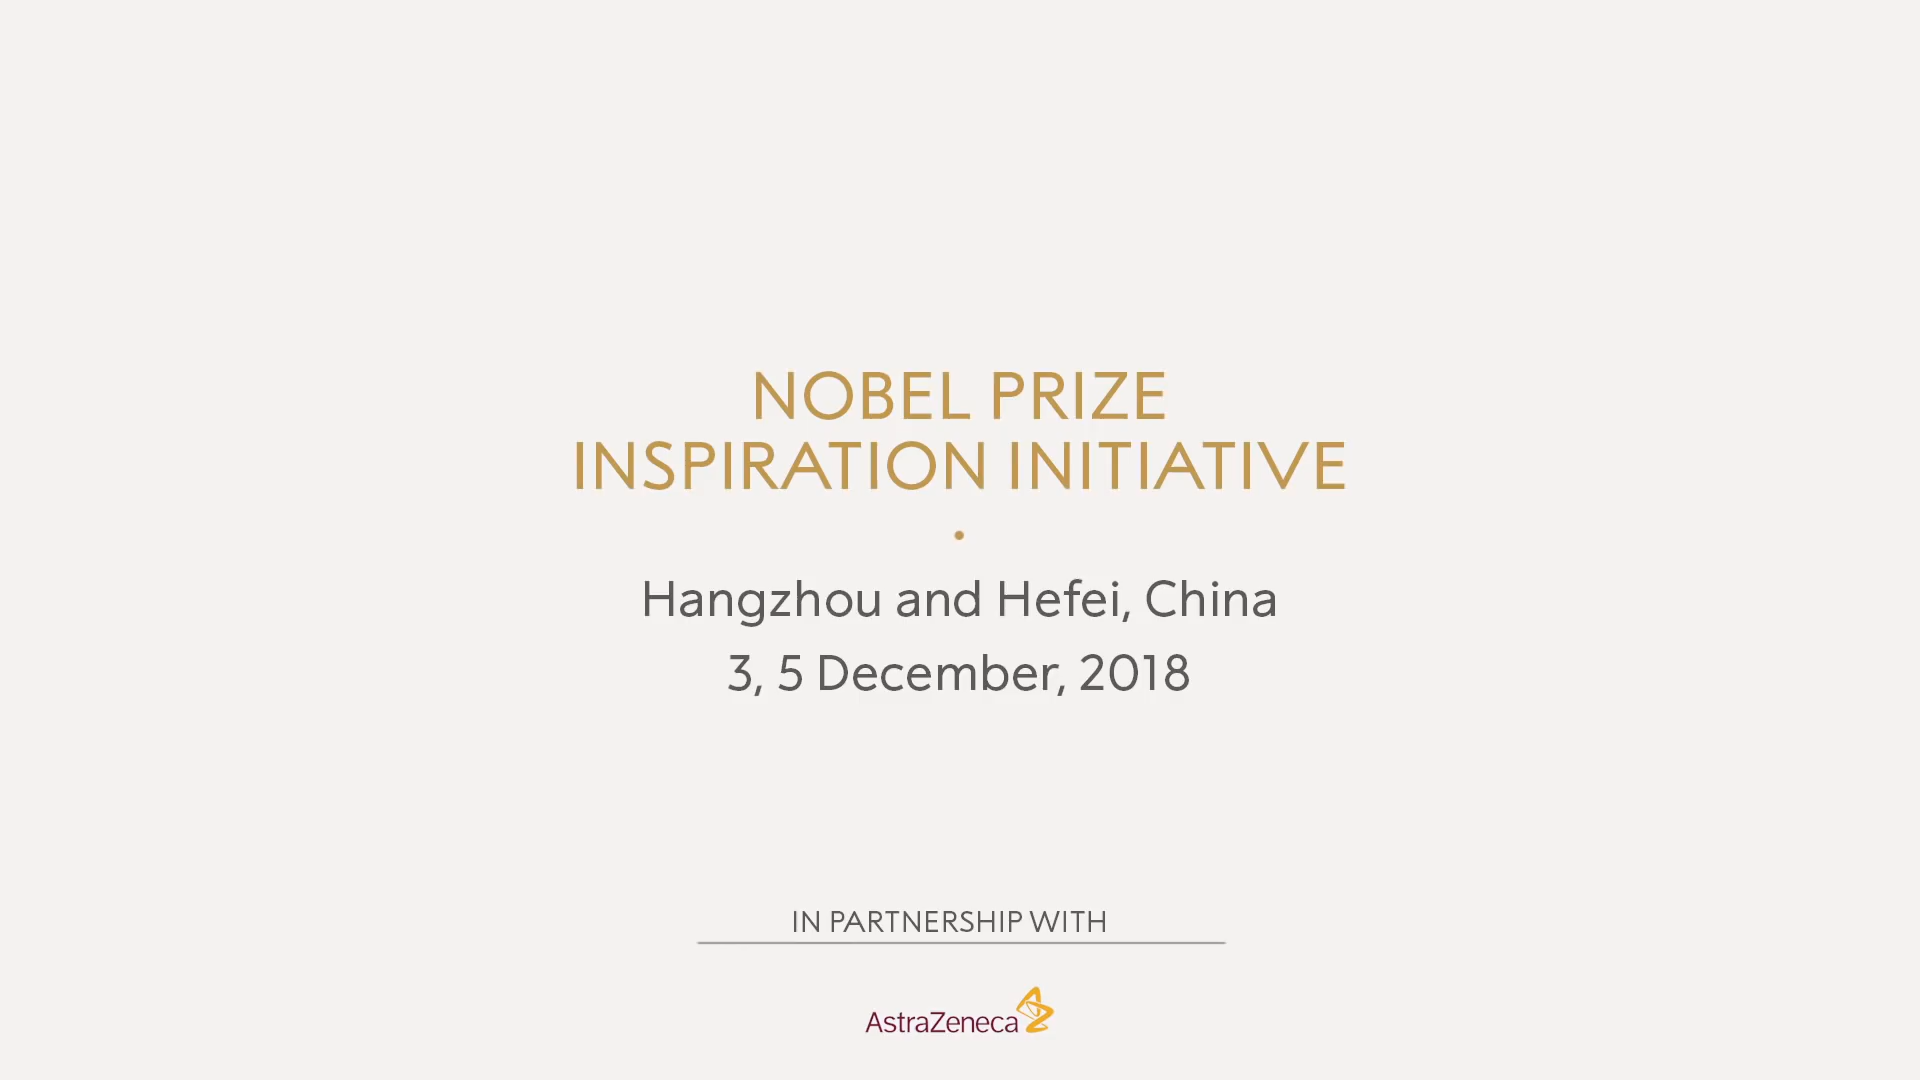 NOBEL PRIZE
INSPIRATION INITIATIVE
Hangzhou and Hefei, China
3, 5 December, 2018
IN PARTNERSHIP WITH
AstraZeneca